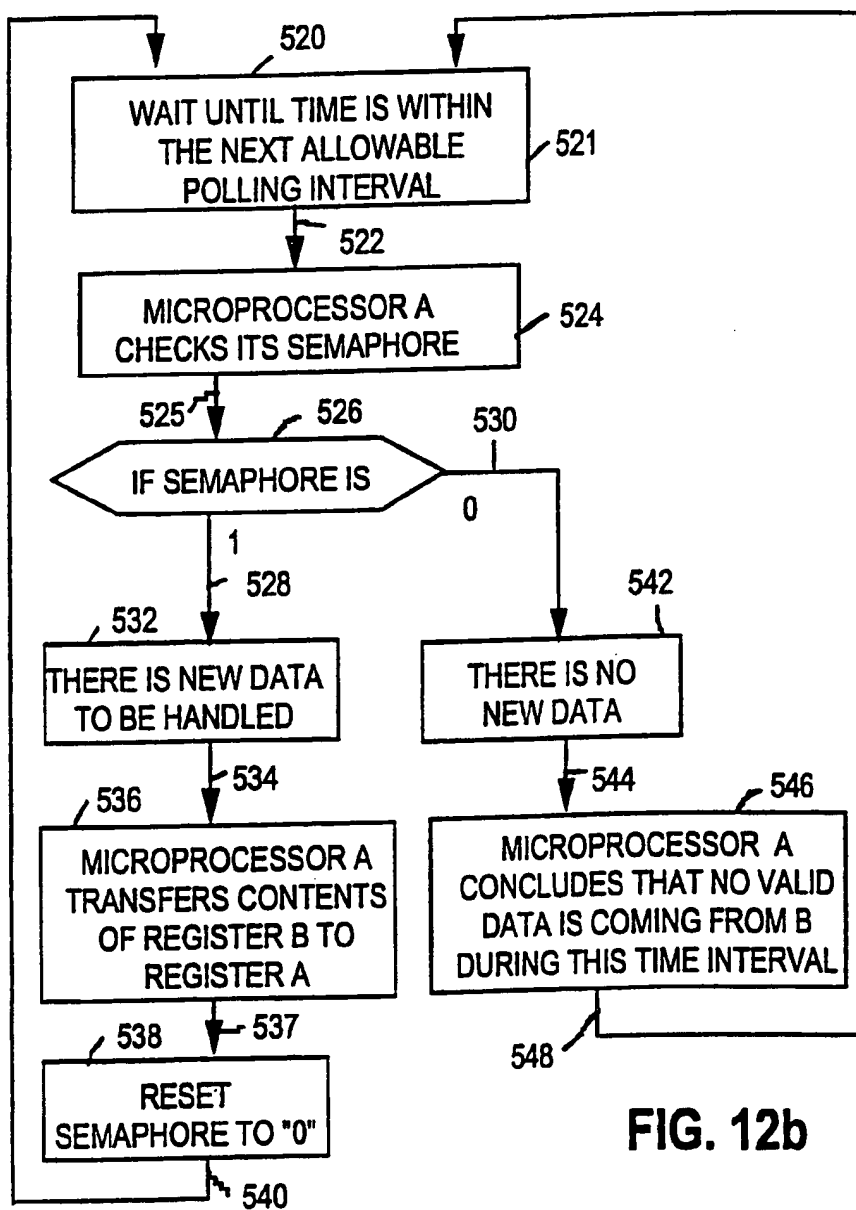 520
WAIT UNTIL TIME IS WITHIN
THE NEXT ALLOWABLE
POLLING INTERVAL
521
522
MICROPROCESSOR A
CHECKS ITS SEMAPHORE
524
525
526
530
IF SEMAPHORE IS
0
1
528
532
542
THERE IS NEW DATA
TO BE HANDLED
THERE IS NO
NEW DATA
534
544
536
546
MICROPROCESSOR A
TRANSFERS CONTENTS
OF REGISTER B TO
REGISTER A
MICROPROCESSOR A
CONCLUDES THAT NO VALID
DATA IS COMING FROM B
DURING THIS TIME INTERVAL
537
538
548
RESET
SEMAPHORE TO "0"
540
FIG. 12b